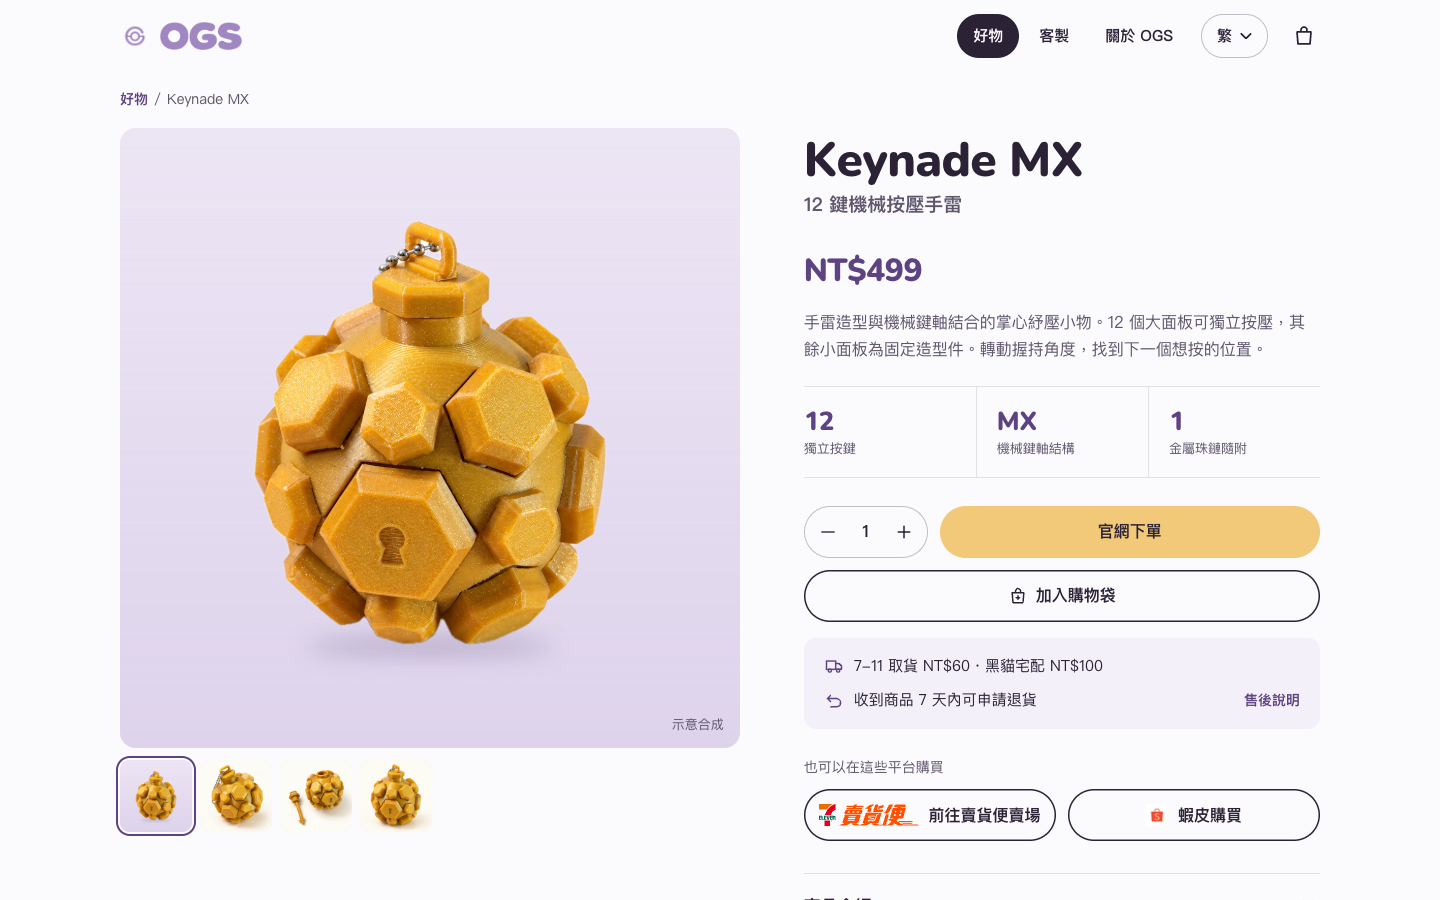 OGS
好物
客製
關於 OGS
繁
好物 / Keynade MX
Keynade MX
12 鍵機械按壓手雷
NT$499
手雷造型與機械鍵軸結合的掌心紓壓小物。12 個大面板可獨立按壓，其
餘小面板為固定造型件。轉動握持角度，找到下一個想按的位置。
12
獨立按鍵
MX
機械鍵軸結構
1
金屬珠鏈隨附
1
官網下單
加入購物袋
7–11 取貨 NT$60 · 黑貓宅配 NT$100
收到商品 7 天內可申請退貨
售後說明
示意合成
也可以在這些平台購買
7 ELEVEN 賣貨便 前往賣貨便賣場
蝦皮購買